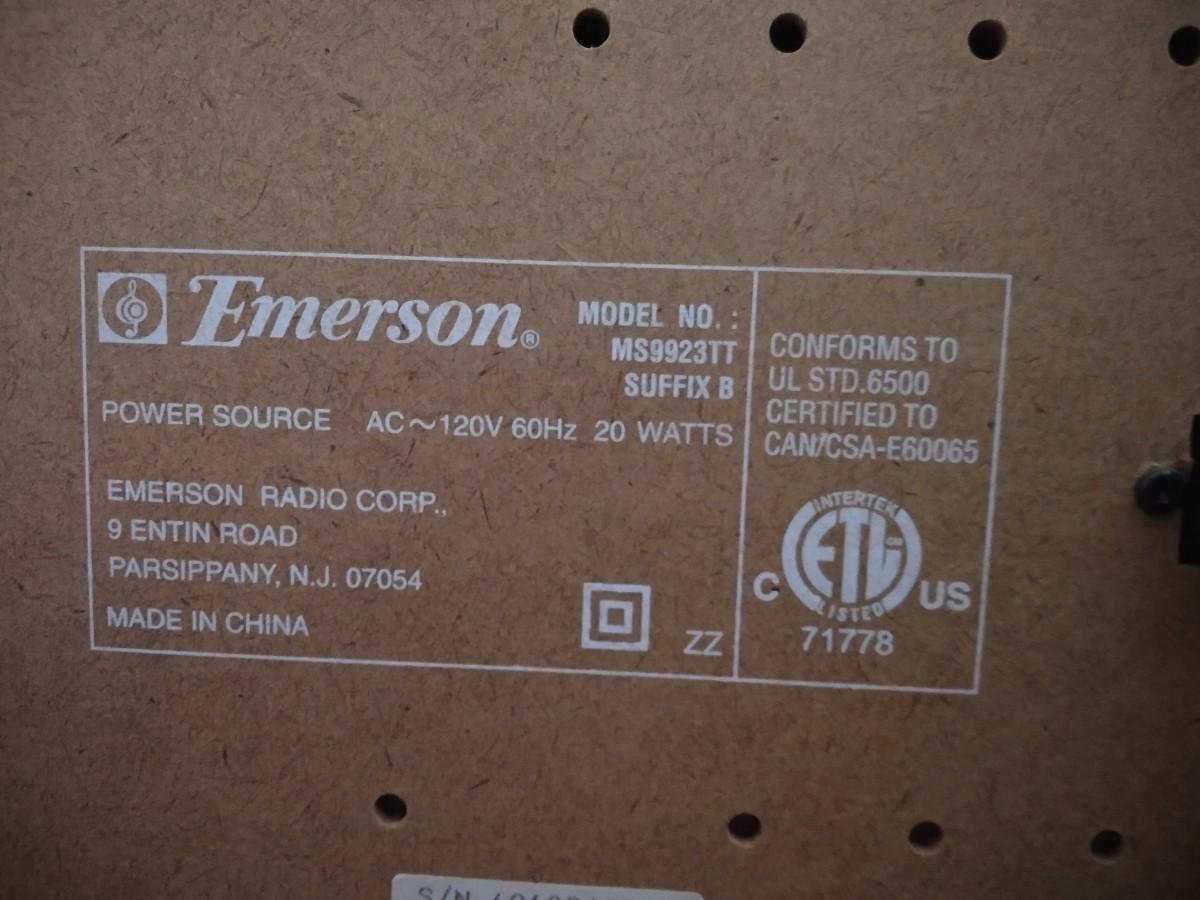 Emerson®
MODEL NO. :
MS9923TT
SUFFIX B
POWER SOURCE AC~120V 60Hz 20 WATTS
EMERSON RADIO CORP.,
9 ENTIN ROAD
PARSIPPANY, N.J. 07054
MADE IN CHINA
ZZ
CONFORMS TO
UL STD.6500
CERTIFIED TO
CAN/CSA-E60065
INTERTEK
ETL
LISTED
C US
71778
S/N